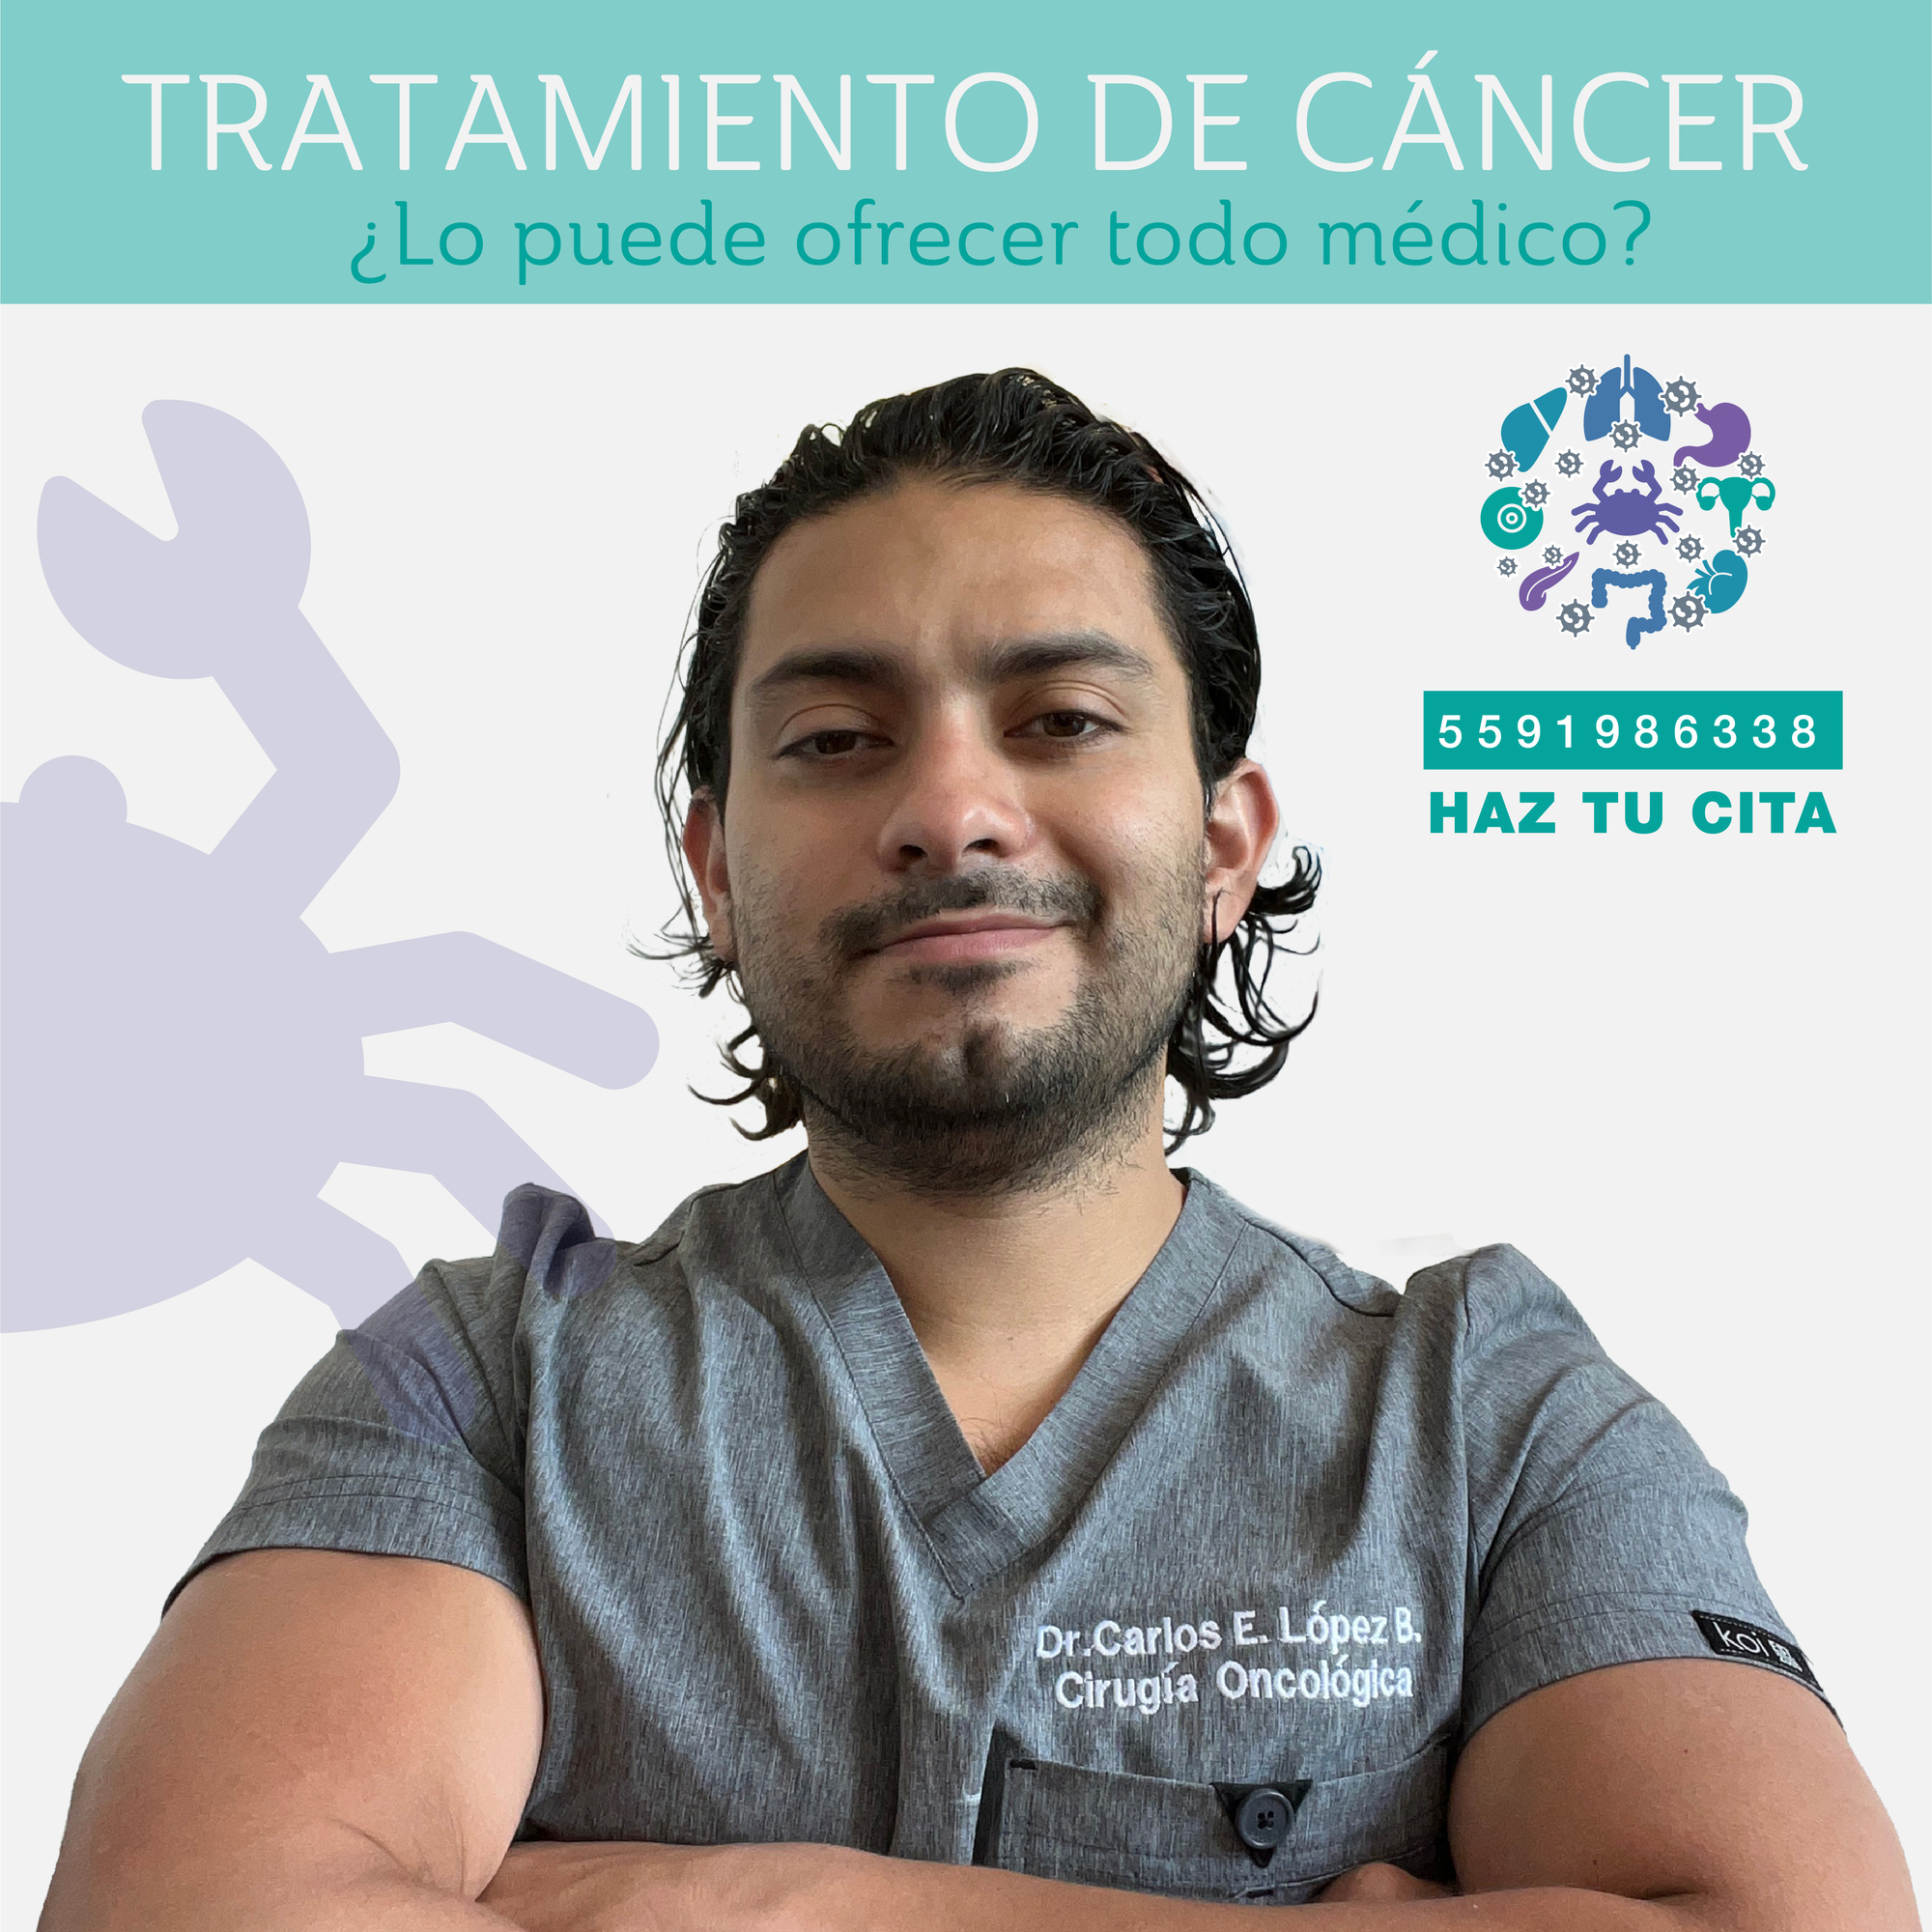 TRATAMIENTO DE CÁNCER
¿Lo puede ofrecer todo médico?
5591986338
HAZ TU CITA
Dr.Carlos E. López B.
Cirugía Oncológica
koi